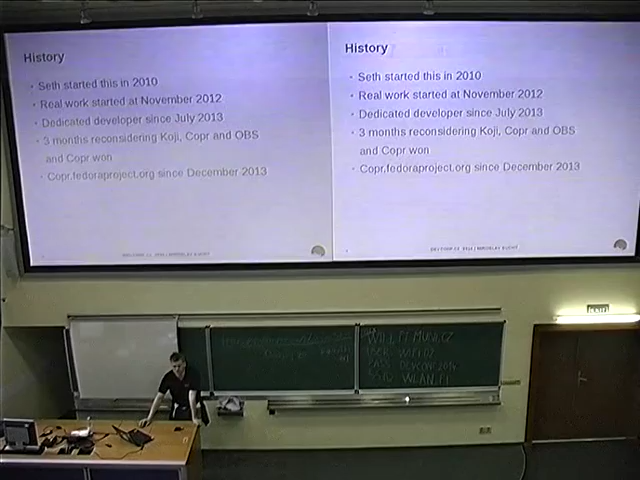 History
• Seth started this in 2010
• Real work started at November 2012
• Dedicated developer since July 2013
• 3 months reconsidering Koji, Copr and OBS
and Copr won
• Copr.fedoraproject.org since December 2013
History
• Seth started this in 2010
• Real work started at November 2012
• Dedicated developer since July 2013
• 3 months reconsidering Koji, Copr and OBS
and Copr won
• Copr.fedoraproject.org since December 2013
EXIT